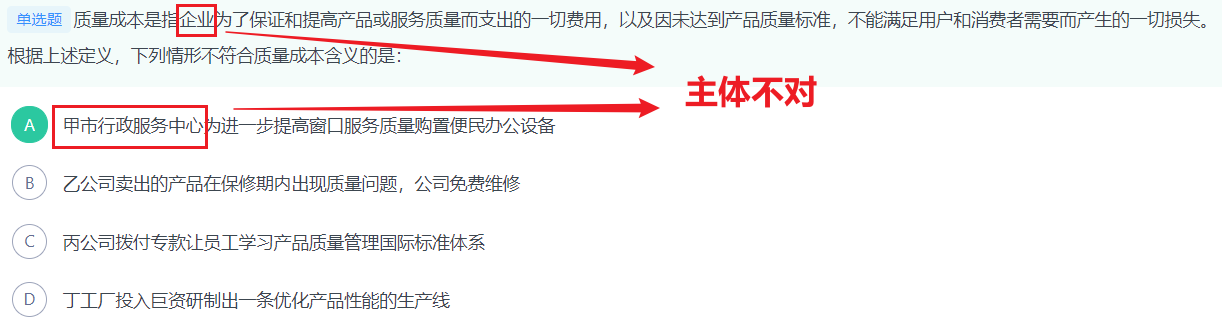 单选题 质量成本是指企业为了保证和提高产品或服务质量而支出的一切费用，以及因未达到产品质量标准，不能满足用户和消费者需要而产生的一切损失。
根据上述定义，下列情形不符合质量成本含义的是：
主体不对
A 甲市行政服务中心为进一步提高窗口服务质量购置便民办公设备
B 乙公司卖出的产品在保修期内出现质量问题，公司免费维修
C 丙公司拨付专款让员工学习产品质量管理国际标准体系
D 丁工厂投入巨资研制出一条优化产品性能的生产线